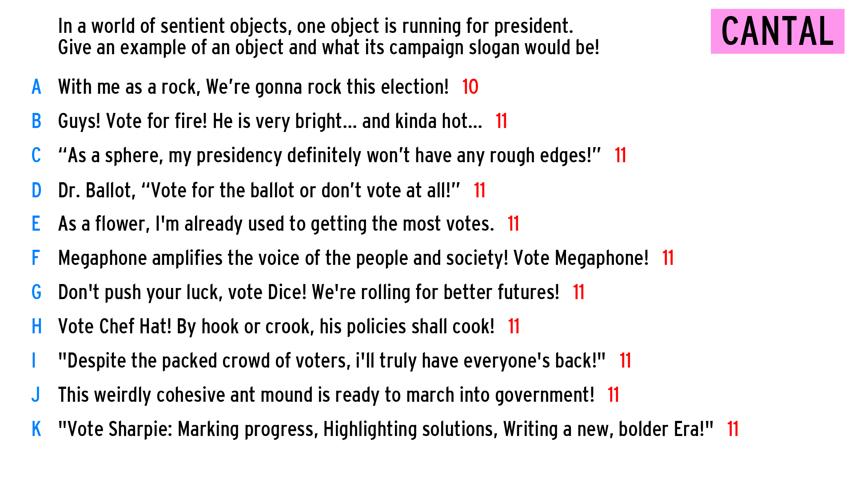 In a world of sentient objects, one object is running for president.
Give an example of an object and what its campaign slogan would be!
CANTAL
A With me as a rock, We're gonna rock this election! 10
B Guys! Vote for fire! He is very bright... and kinda hot... 11
C “As a sphere, my presidency definitely won't have any rough edges!” 11
D Dr. Ballot, “Vote for the ballot or don't vote at all!” 11
E As a flower, I'm already used to getting the most votes. 11
F Megaphone amplifies the voice of the people and society! Vote Megaphone! 11
G Don't push your luck, vote Dice! We're rolling for better futures! 11
H Vote Chef Hat! By hook or crook, his policies shall cook! 11
I "Despite the packed crowd of voters, i'll truly have everyone's back!" 11
J This weirdly cohesive ant mound is ready to march into government! 11
K "Vote Sharpie: Marking progress, Highlighting solutions, Writing a new, bolder Era!" 11